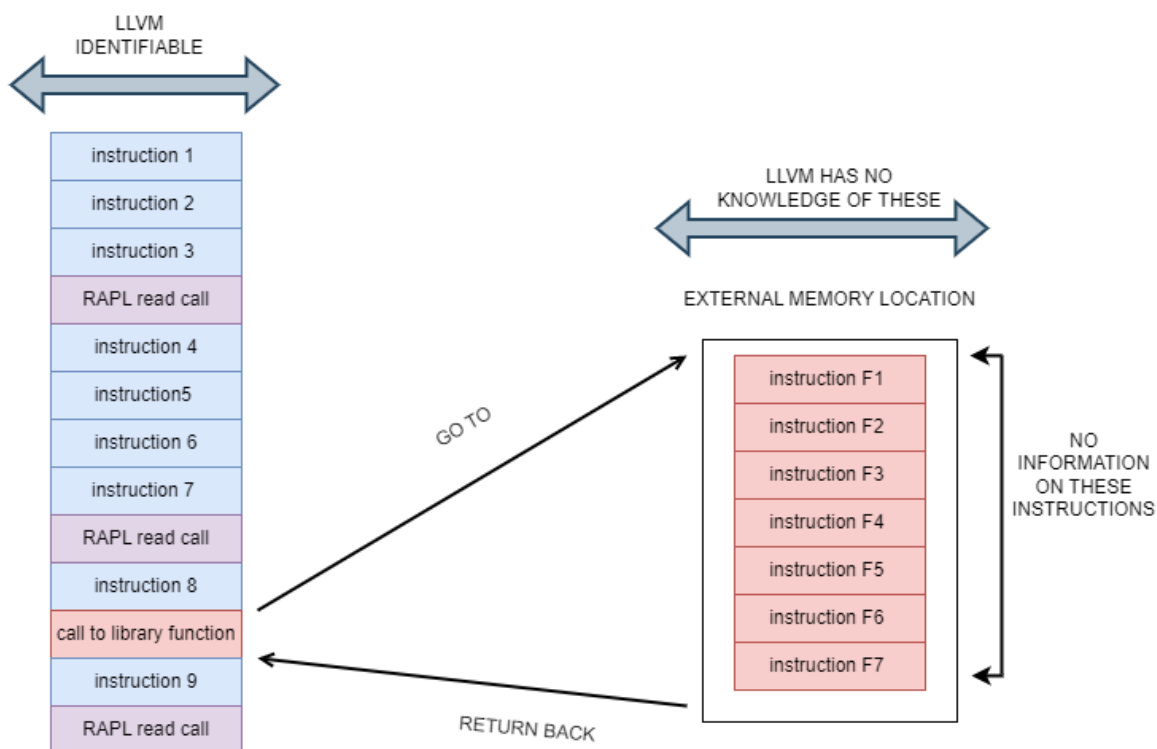 LLVM
IDENTIFIABLE
instruction 1
instruction 2
instruction 3
RAPL read call
instruction 4
instruction5
instruction 6
instruction 7
RAPL read call
instruction 8
call to library function
instruction 9
RAPL read call
GO TO
RETURN BACK
LLVM HAS NO
KNOWLEDGE OF THESE
EXTERNAL MEMORY LOCATION
instruction F1
instruction F2
instruction F3
instruction F4
instruction F5
instruction F6
instruction F7
NO
INFORMATION
ON THESE
INSTRUCTIONS